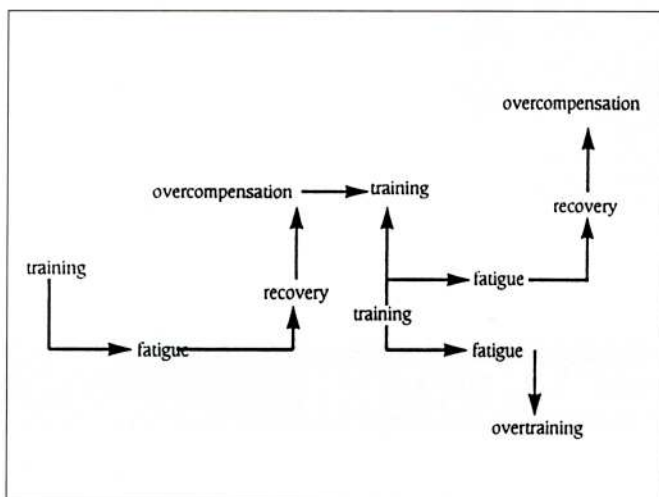 overcompensation
overcompensation
training
recovery
training
recovery
fatigue
training
fatigue
fatigue
overtraining